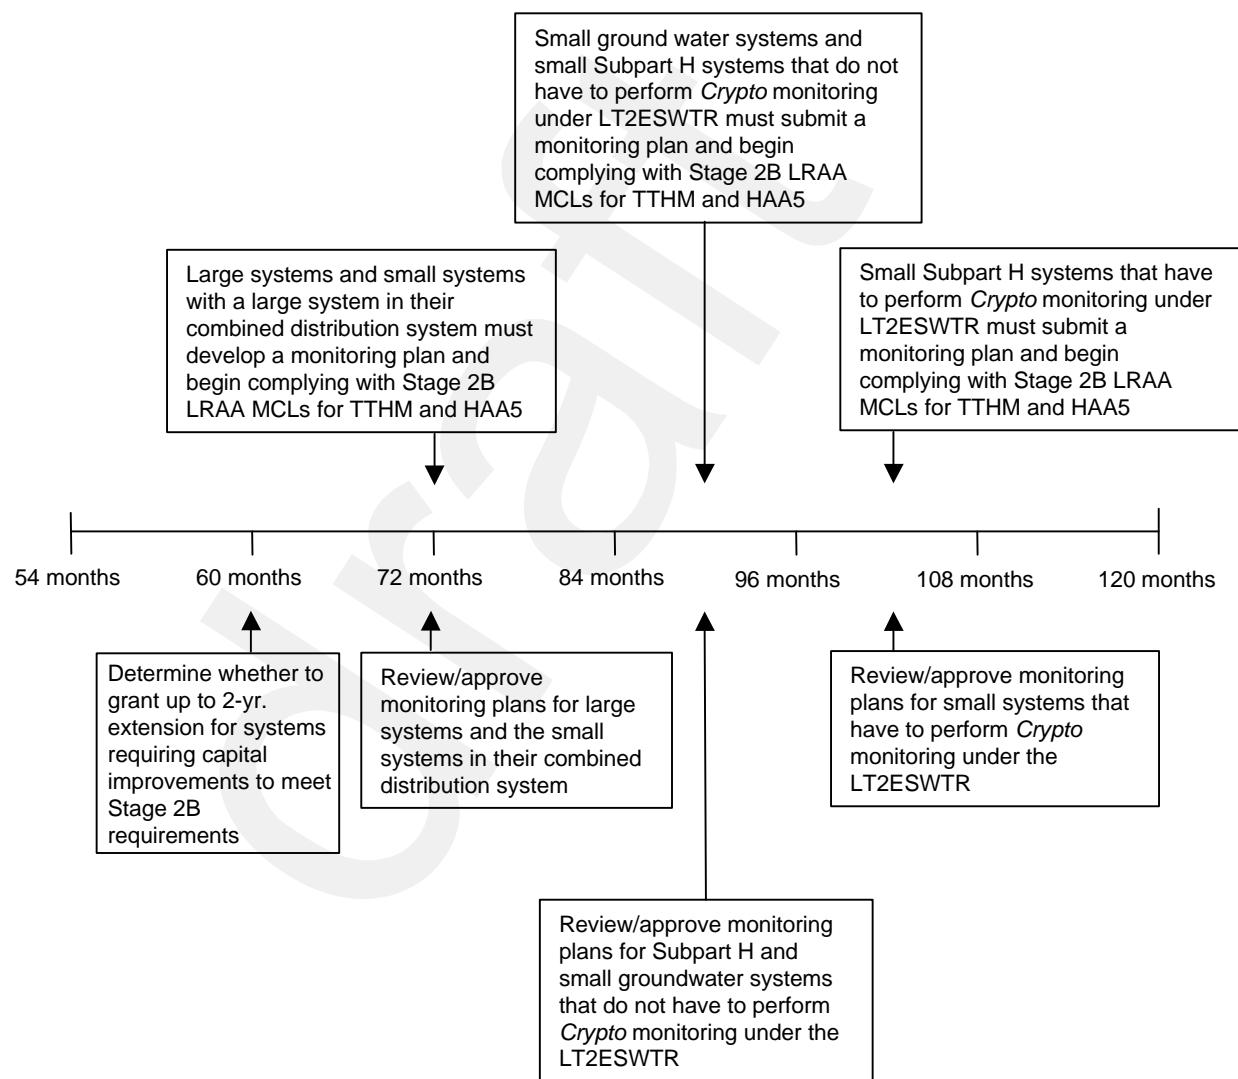 Small ground water systems and
small Subpart H systems that do not
have to perform Crypto monitoring
under LT2ESWTR must submit a
monitoring plan and begin
complying with Stage 2B LRAA
MCLs for TTHM and HAA5
Large systems and small systems
with a large system in their
combined distribution system must
develop a monitoring plan and
begin complying with Stage 2B
LRAA MCLs for TTHM and HAA5
Small Subpart H systems that have
to perform Crypto monitoring under
LT2ESWTR must submit a
monitoring plan and begin
complying with Stage 2B LRAA
MCLs for TTHM and HAA5
54 months
60 months
72 months
84 months
96 months
108 months
120 months
Determine whether to
grant up to 2-yr.
extension for systems
requiring capital
improvements to meet
Stage 2B
requirements
Review/approve
monitoring plans for large
systems and the small
systems in their combined
distribution system
Review/approve monitoring
plans for small systems that
have to perform Crypto
monitoring under the
LT2ESWTR
Review/approve monitoring
plans for Subpart H and
small groundwater systems
that do not have to perform
Crypto monitoring under the
LT2ESWTR
draft